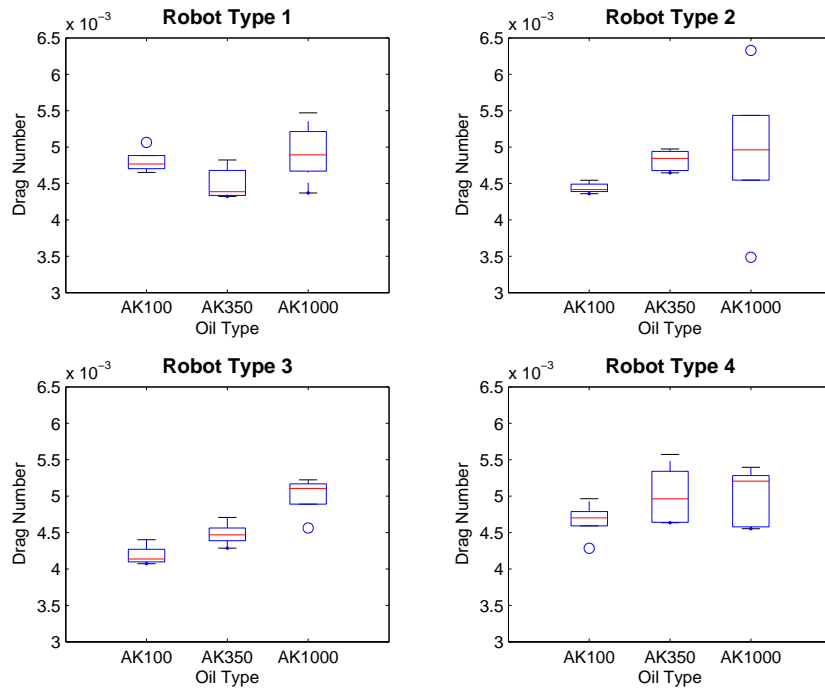 Robot Type 1
x 10⁻³
6.5
6
5.5
5
4.5
4
3.5
3
Drag Number
AK100 AK350 AK1000
Oil Type
Robot Type 2
x 10⁻³
6.5
6
5.5
5
4.5
4
3.5
3
Drag Number
AK100 AK350 AK1000
Oil Type
Robot Type 3
x 10⁻³
6.5
6
5.5
5
4.5
4
3.5
3
Drag Number
AK100 AK350 AK1000
Oil Type
Robot Type 4
x 10⁻³
6.5
6
5.5
5
4.5
4
3.5
3
Drag Number
AK100 AK350 AK1000
Oil Type